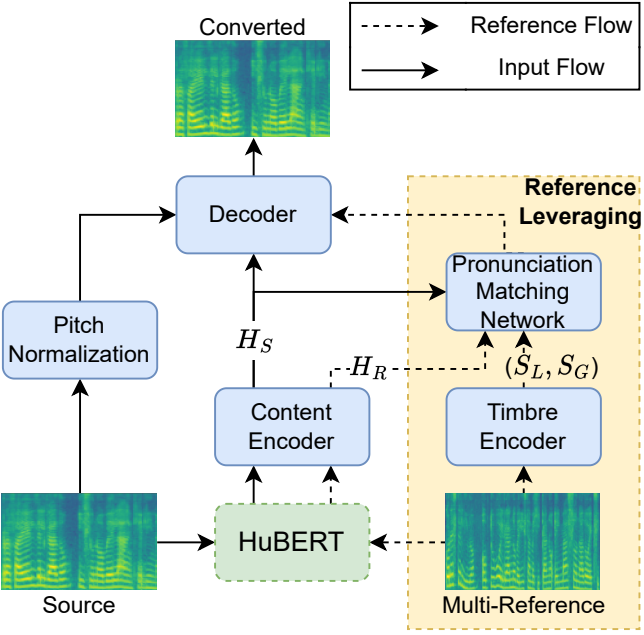 Converted
Reference Flow
Input Flow
Decoder
Reference
Leveraging
Pitch
Normalization
Pronunciation
Matching
Network
H_S
H_R
(S_L, S_G)
Content
Encoder
Timbre
Encoder
HuBERT
Source
Multi-Reference